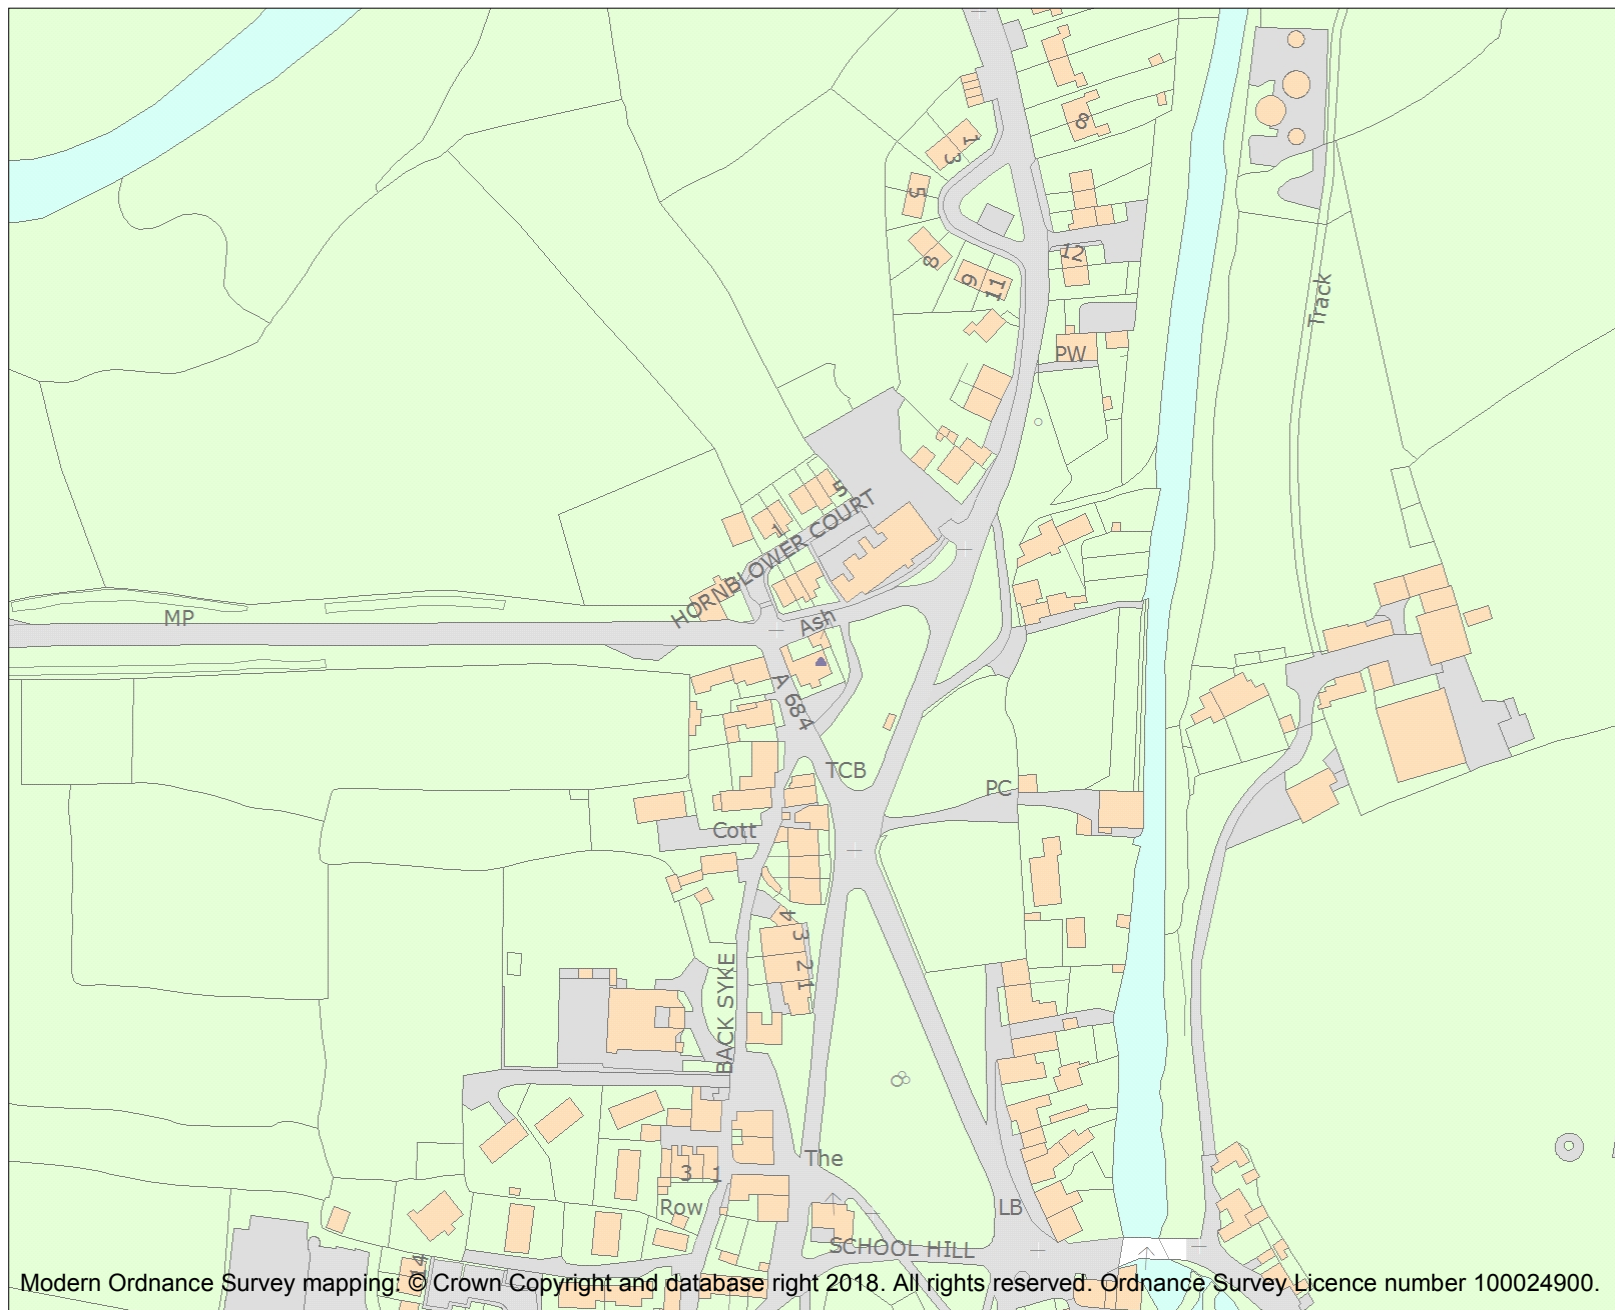 8
1
3
5
8
12
9
11
Track
PW
5
1
HORNBLOWER COURT
MP
Ash
A 684
TCB
PC
Cott
4
3
2
1
BACK SYKE
The
3
1
Row
LB
SCHOOL HILL
14
Modern Ordnance Survey mapping: © Crown Copyright and database right 2018. All rights reserved. Ordnance Survey Licence number 100024900.